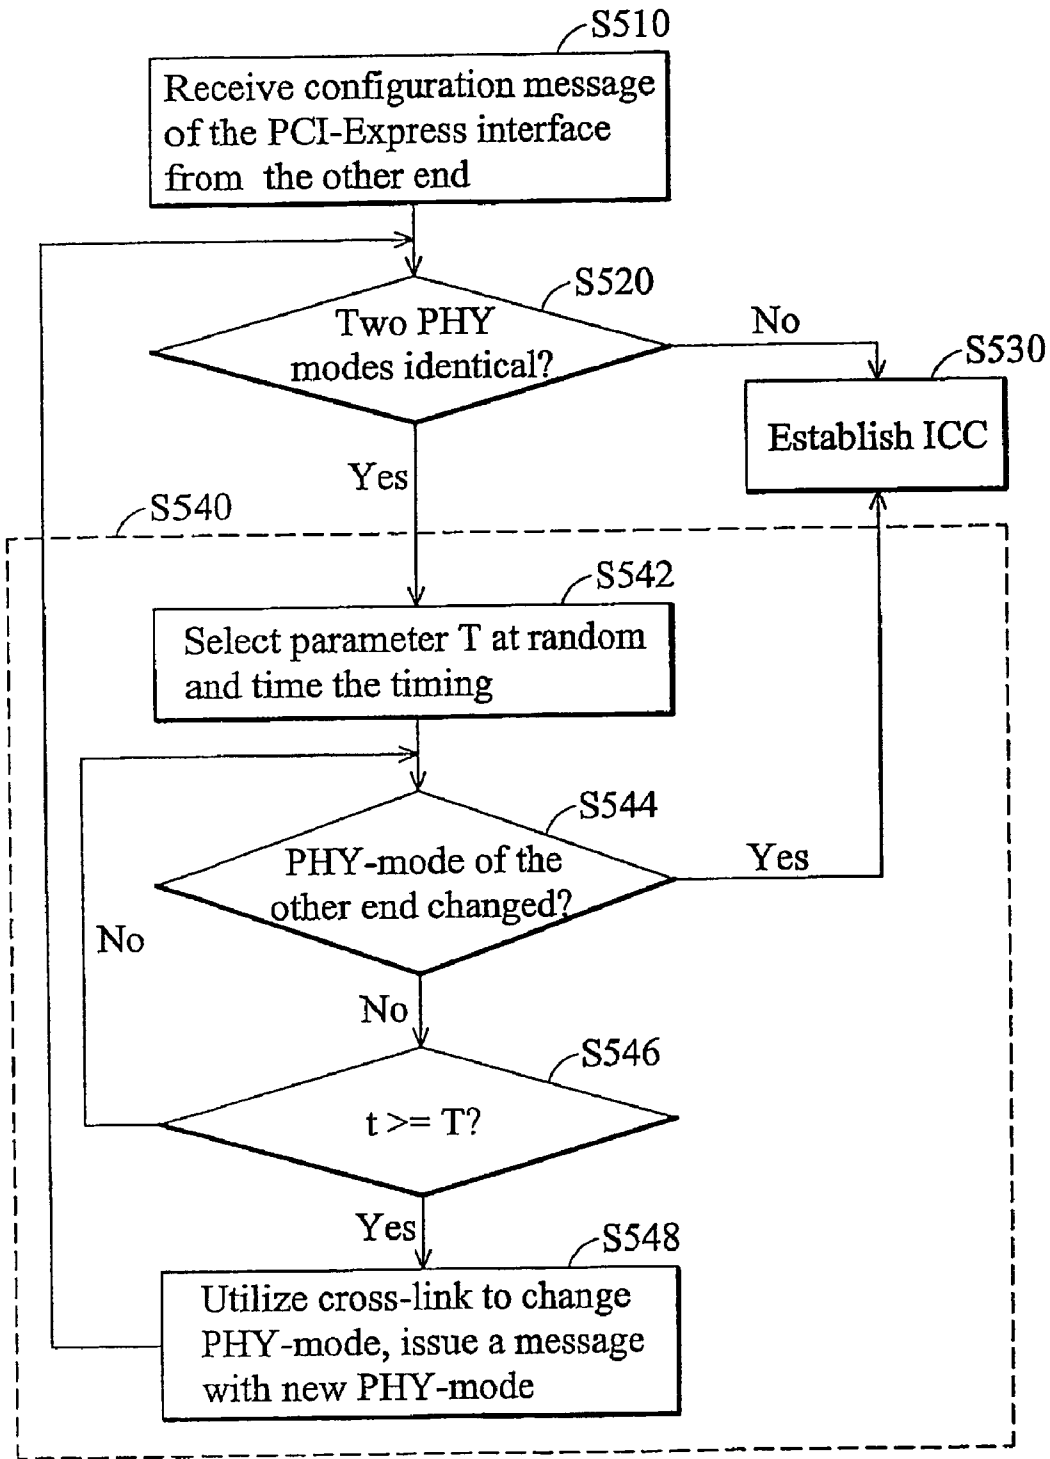 S510
Receive configuration message
of the PCI-Express interface
from the other end
S520
Two PHY
modes identical?
No
S530
Establish ICC
Yes
S540
S542
Select parameter T at random
and time the timing
S544
PHY-mode of the
other end changed?
Yes
No
No
S546
t >= T?
Yes
S548
Utilize cross-link to change
PHY-mode, issue a message
with new PHY-mode